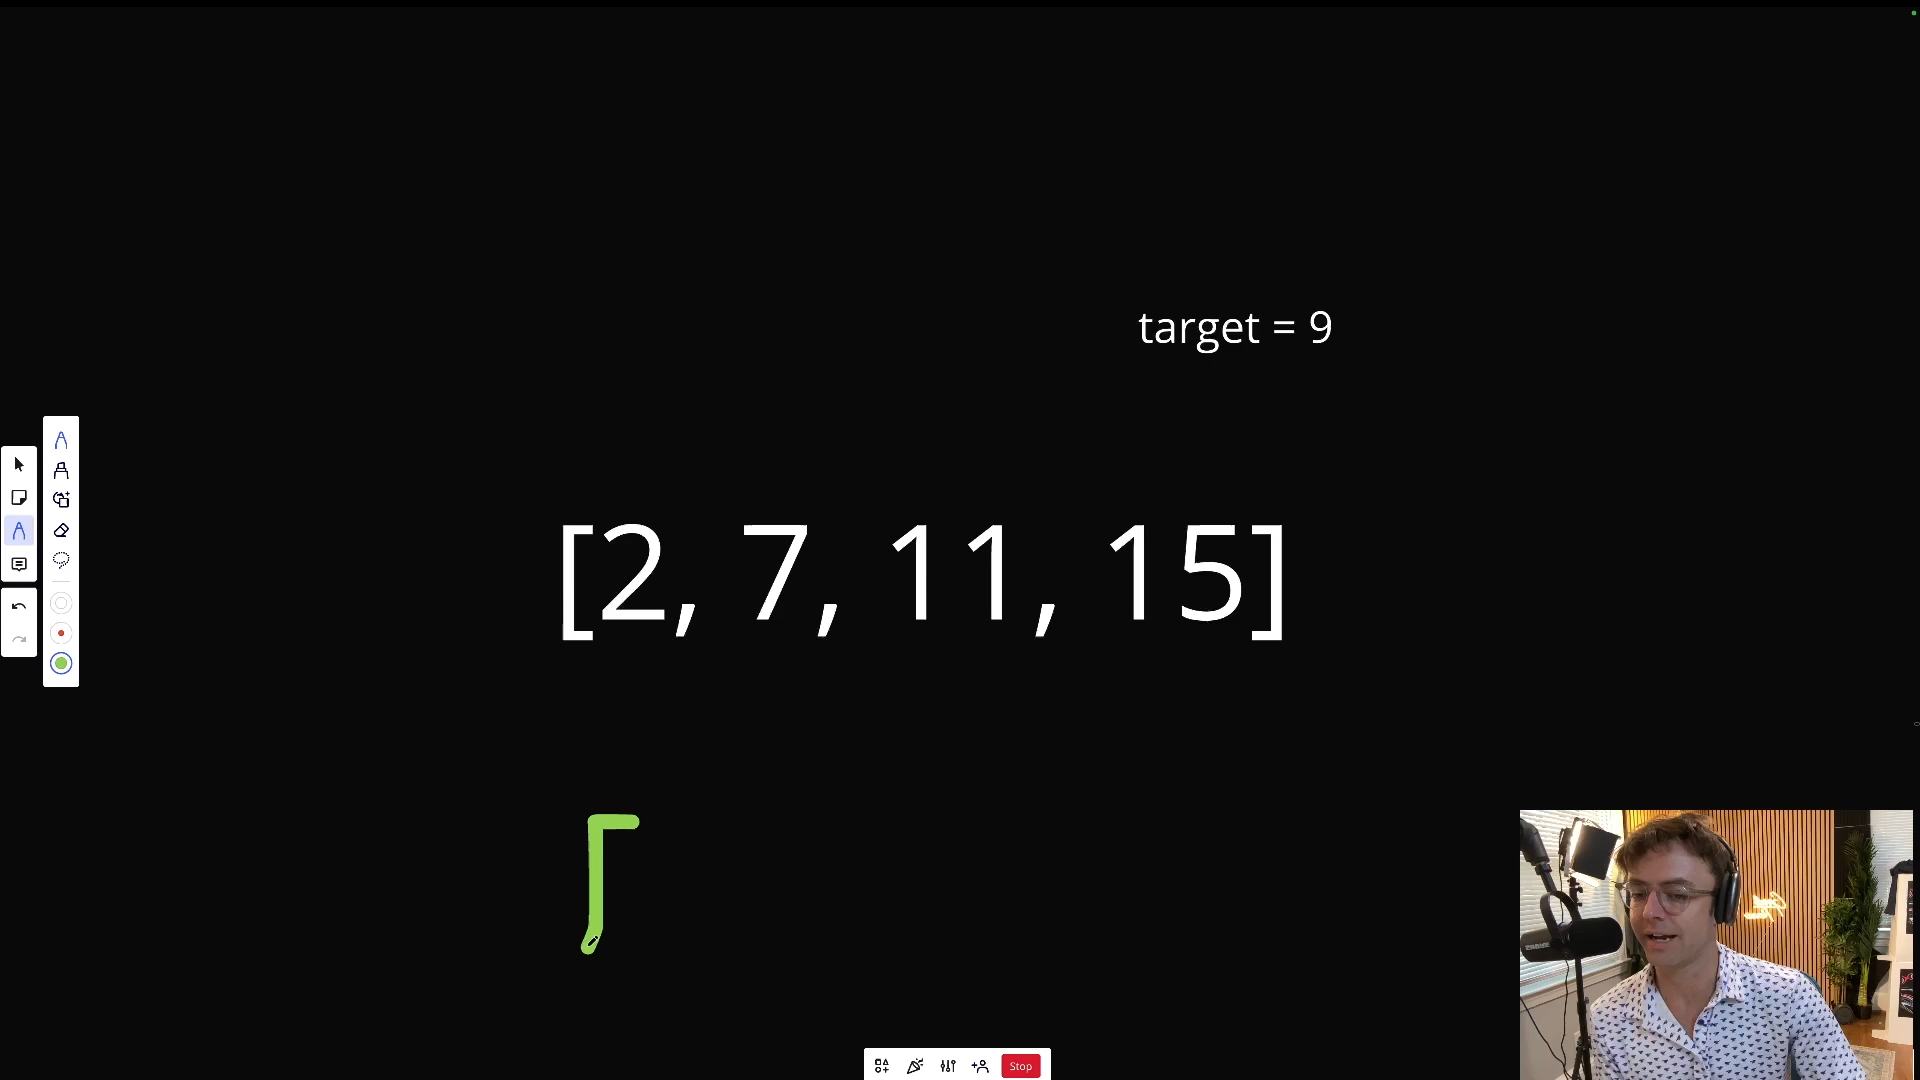 target = 9
[2, 7, 11, 15]
Stop